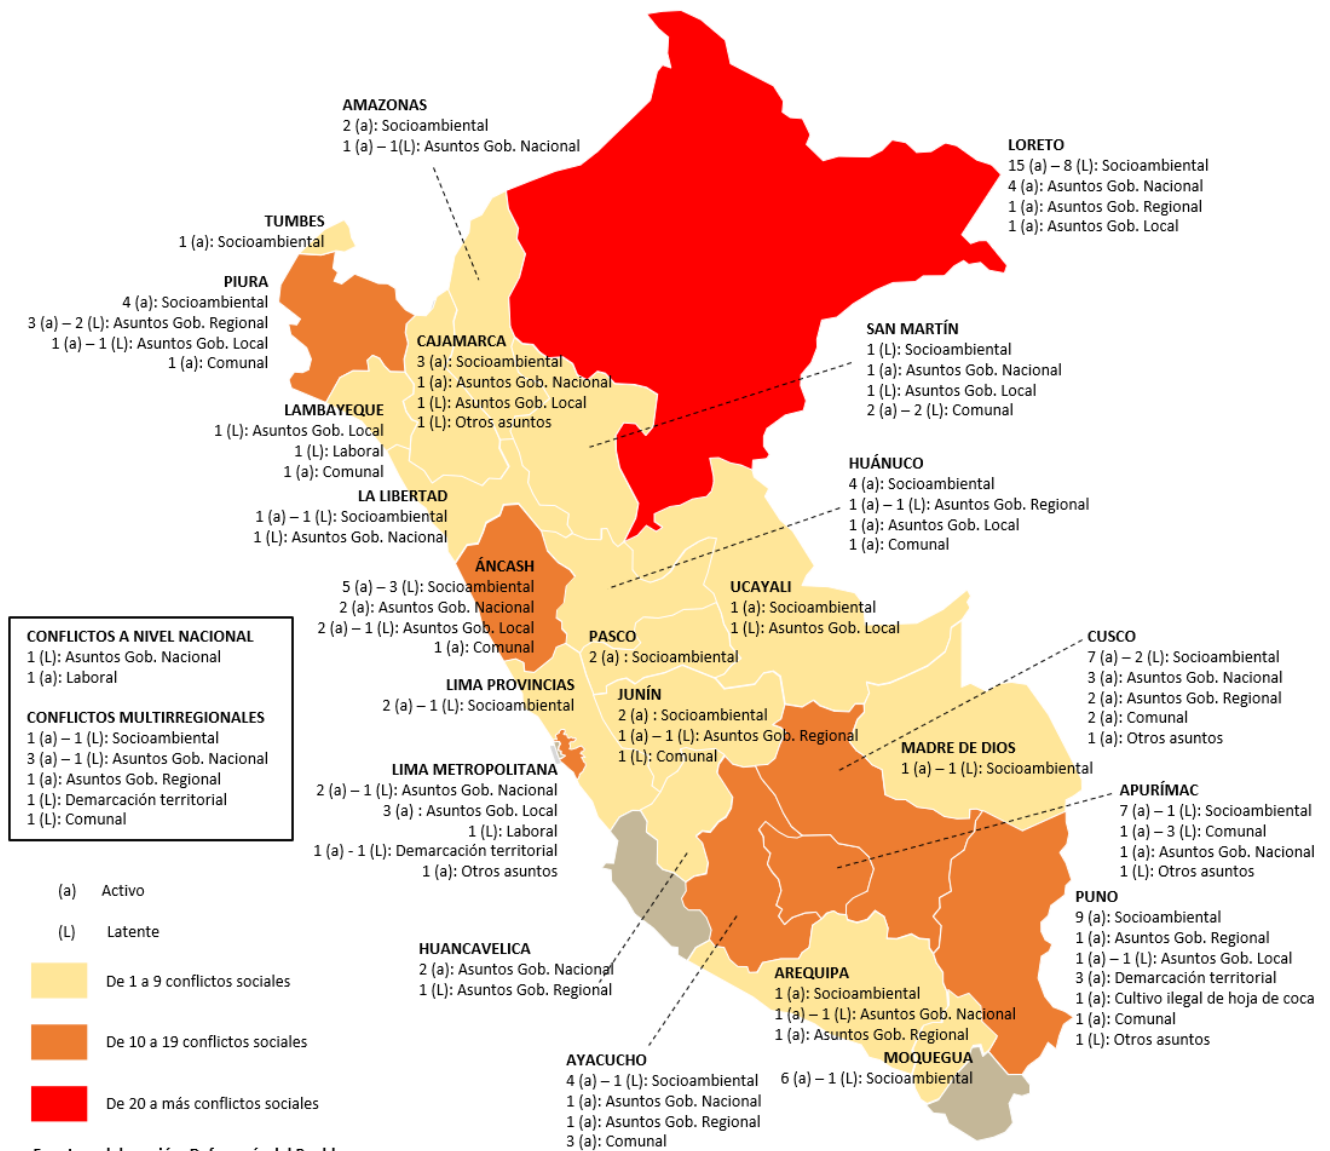 AMAZONAS
2 (a): Socioambiental
1 (a) – 1(L): Asuntos Gob. Nacional
LORETO
15 (a) – 8 (L): Socioambiental
4 (a): Asuntos Gob. Nacional
1 (a): Asuntos Gob. Regional
1 (a): Asuntos Gob. Local
TUMBES
1 (a): Socioambiental
PIURA
4 (a): Socioambiental
3 (a) – 2 (L): Asuntos Gob. Regional
1 (a) – 1 (L): Asuntos Gob. Local
1 (a): Comunal
CAJAMARCA
3 (a): Socioambiental
1 (a): Asuntos Gob. Nacional
1 (L): Asuntos Gob. Local
1 (L): Otros asuntos
SAN MARTÍN
1 (L): Socioambiental
1 (a): Asuntos Gob. Nacional
1 (L): Asuntos Gob. Local
2 (a) – 2 (L): Comunal
LAMBAYEQUE
1 (L): Asuntos Gob. Local
1 (L): Laboral
1 (a): Comunal
HUÁNUCO
4 (a): Socioambiental
1 (a) – 1 (L): Asuntos Gob. Regional
1 (a): Asuntos Gob. Local
1 (a): Comunal
LA LIBERTAD
1 (a) – 1 (L): Socioambiental
1 (L): Asuntos Gob. Nacional
ÁNCASH
5 (a) – 3 (L): Socioambiental
2 (a): Asuntos Gob. Nacional
2 (a) – 1 (L): Asuntos Gob. Local
1 (a): Comunal
UCAYALI
1 (a): Socioambiental
1 (L): Asuntos Gob. Local
PASCO
2 (a) : Socioambiental
CUSCO
7 (a) – 2 (L): Socioambiental
3 (a): Asuntos Gob. Nacional
2 (a): Asuntos Gob. Regional
2 (a): Comunal
1 (a): Otros asuntos
CONFLICTOS A NIVEL NACIONAL
1 (L): Asuntos Gob. Nacional
1 (a): Laboral
CONFLICTOS MULTIRREGIONALES
1 (a) – 1 (L): Socioambiental
3 (a) – 1 (L): Asuntos Gob. Nacional
1 (a): Asuntos Gob. Regional
1 (L): Demarcación territorial
1 (L): Comunal
LIMA PROVINCIAS
2 (a) – 1 (L): Socioambiental
JUNÍN
2 (a) : Socioambiental
1 (a) – 1 (L): Asuntos Gob. Regional
1 (L): Comunal
MADRE DE DIOS
1 (a) – 1 (L): Socioambiental
LIMA METROPOLITANA
2 (a) – 1 (L): Asuntos Gob. Nacional
3 (a) : Asuntos Gob. Local
1 (L): Laboral
1 (a) - 1 (L): Demarcación territorial
1 (a): Otros asuntos
APURÍMAC
7 (a) – 1 (L): Socioambiental
1 (a) – 3 (L): Comunal
1 (a): Asuntos Gob. Nacional
1 (L): Otros asuntos
PUNO
9 (a): Socioambiental
1 (a): Asuntos Gob. Regional
1 (a) – 1 (L): Asuntos Gob. Local
3 (a): Demarcación territorial
1 (a): Cultivo ilegal de hoja de coca
1 (a): Comunal
1 (L): Otros asuntos
HUANCAVELICA
2 (a): Asuntos Gob. Nacional
1 (L): Asuntos Gob. Regional
AREQUIPA
1 (a): Socioambiental
1 (a) – 1 (L): Asuntos Gob. Nacional
1 (a): Asuntos Gob. Regional
MOQUEGUA
6 (a) – 1 (L): Socioambiental
AYACUCHO
4 (a) – 1 (L): Socioambiental
1 (a): Asuntos Gob. Nacional
1 (a): Asuntos Gob. Regional
3 (a): Comunal
(a) Activo
(L) Latente
De 1 a 9 conflictos sociales
De 10 a 19 conflictos sociales
De 20 a más conflictos sociales